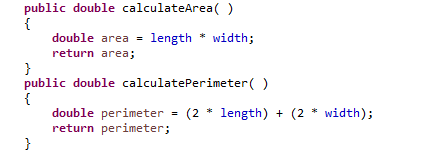 public double calculateArea( )
{
    double area = length * width;
    return area;
}
public double calculatePerimeter( )
{
    double perimeter = (2 * length) + (2 * width);
    return perimeter;
}